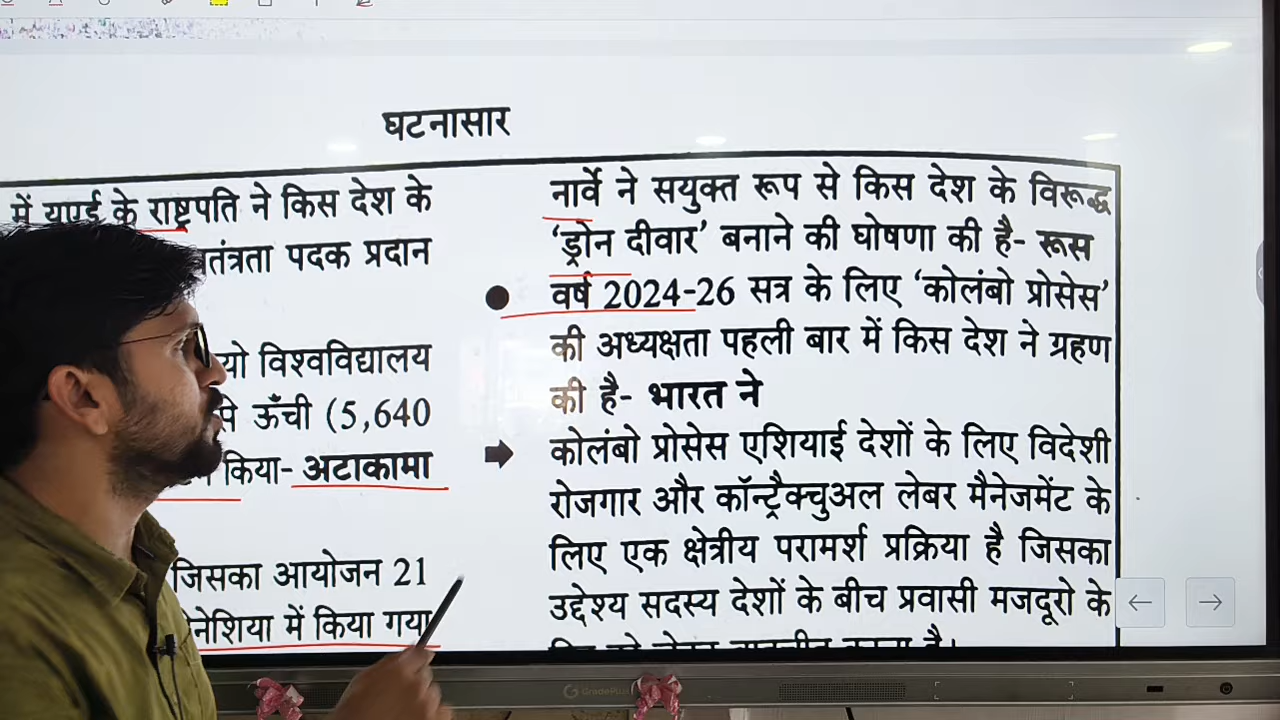 घटनासार
में यूएई के राष्ट्रपति ने किस देश के
तंत्रता पदक प्रदान
यो विश्वविद्यालय
से ऊँची (5,640
किया- अटाकामा
जिसका आयोजन 21
नेशिया में किया गया
नार्वे ने सयुक्त रूप से किस देश के विरूद्ध
‘ड्रोन दीवार’ बनाने की घोषणा की है- रूस
● वर्ष 2024-26 सत्र के लिए ‘कोलंबो प्रोसेस’
की अध्यक्षता पहली बार में किस देश ने ग्रहण
की है- भारत ने
कोलंबो प्रोसेस एशियाई देशों के लिए विदेशी
रोजगार और कॉन्ट्रैक्चुअल लेबर मैनेजमेंट के
लिए एक क्षेत्रीय परामर्श प्रक्रिया है जिसका
उद्देश्य सदस्य देशों के बीच प्रवासी मजदूरो के
GradePlus